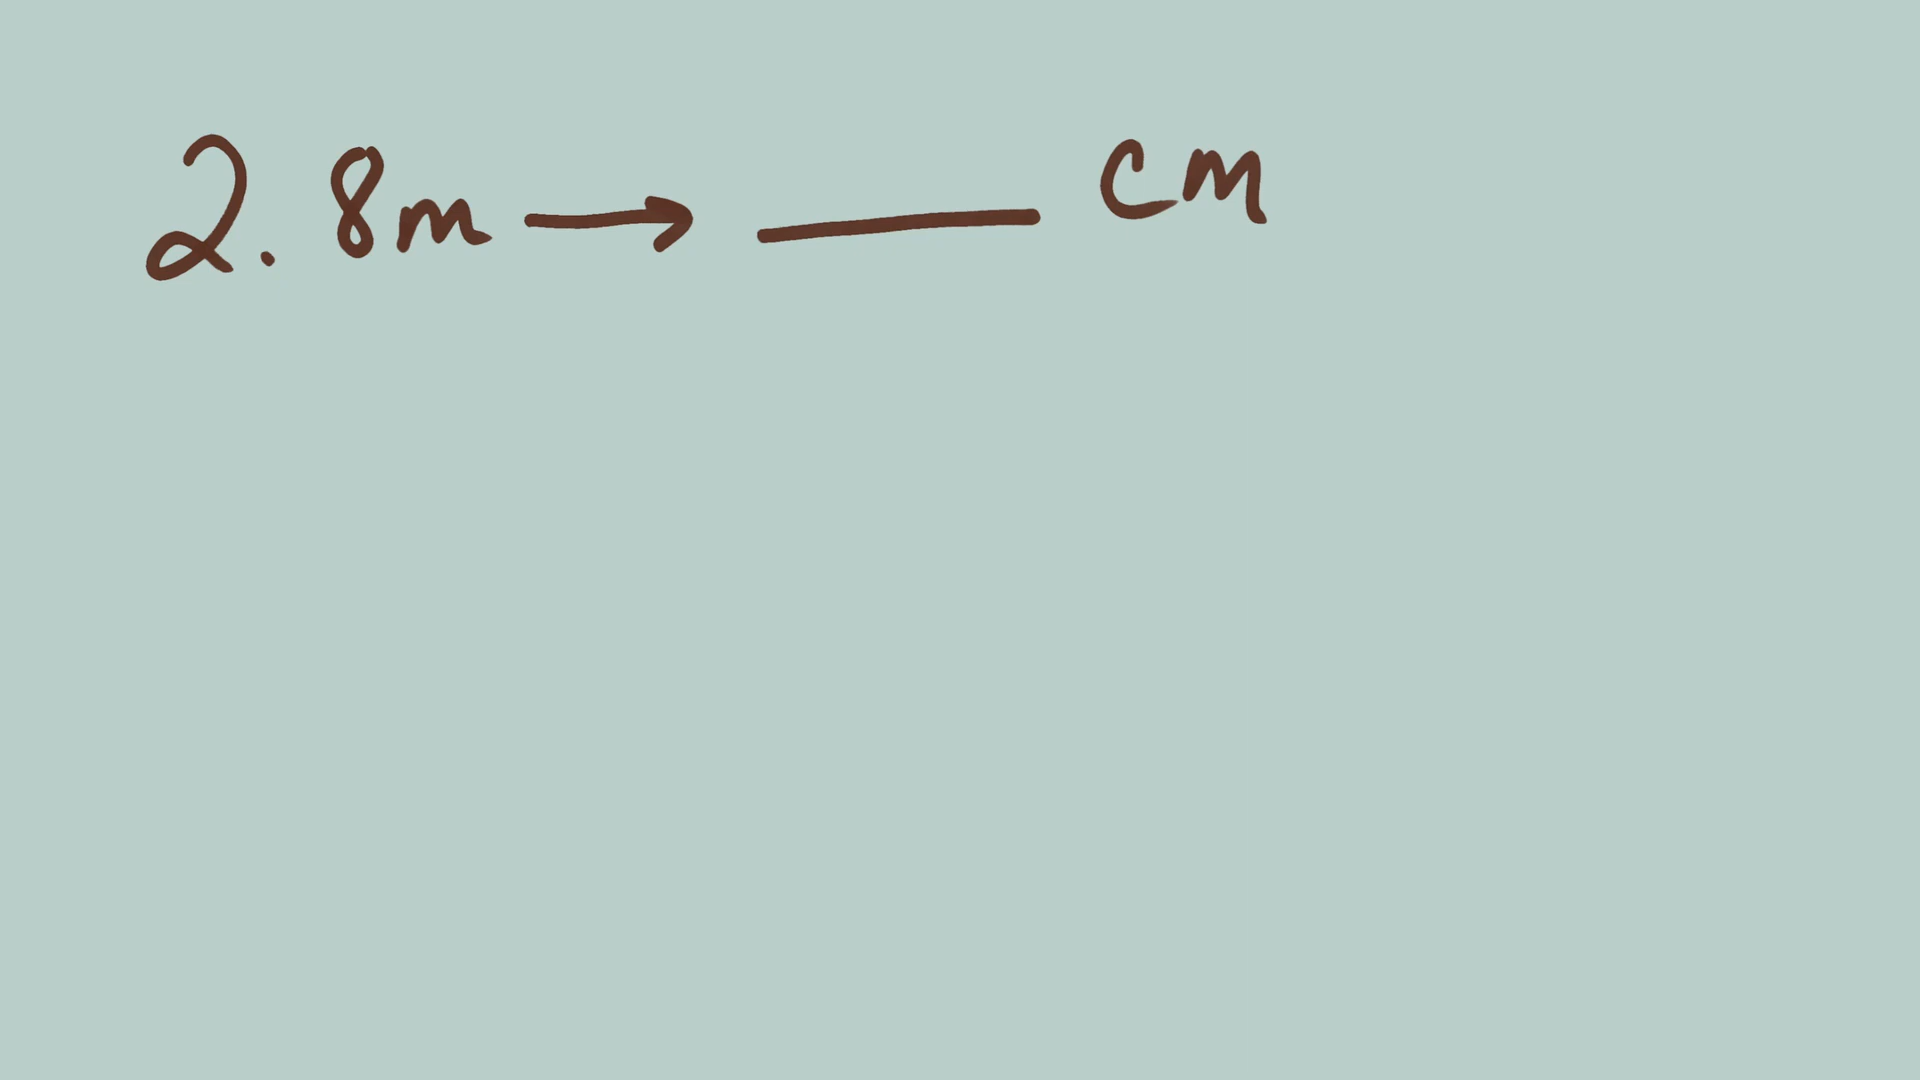 2.8m → ____ cm